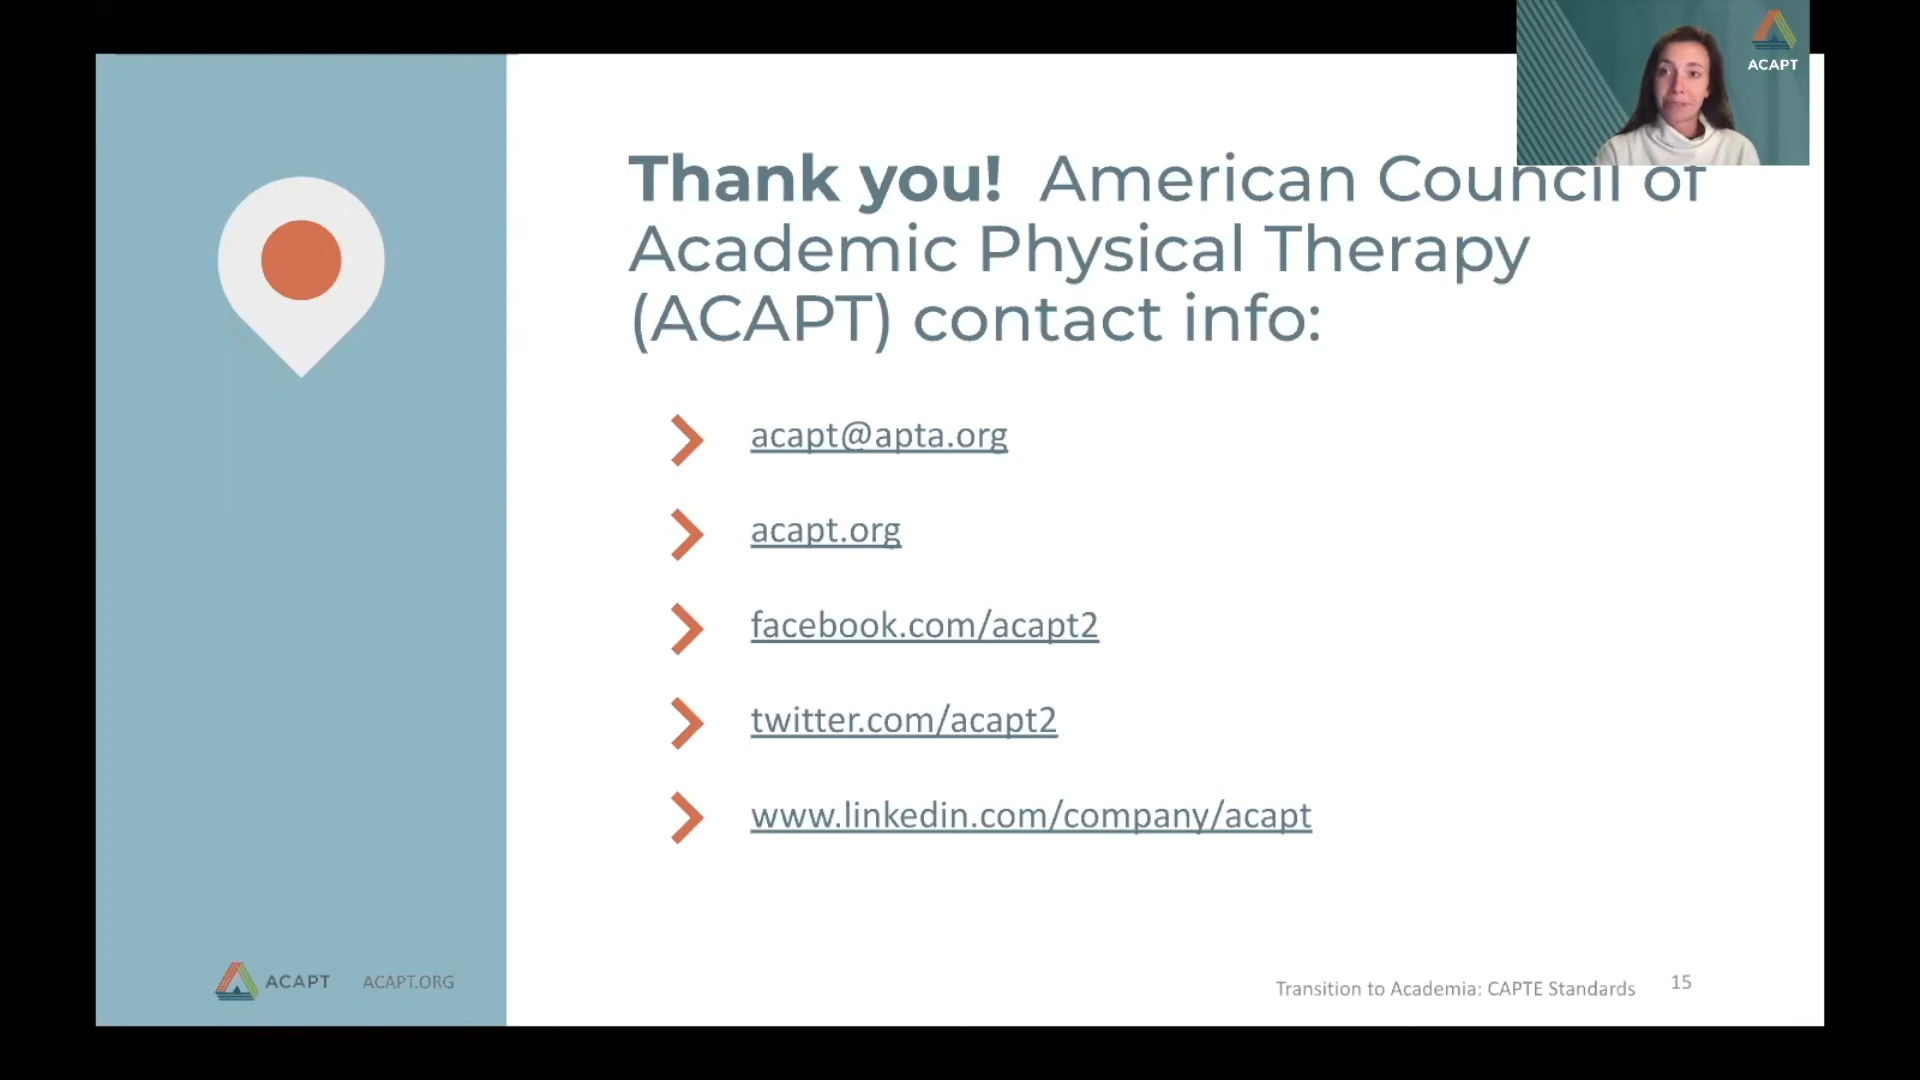 ACAPT
Thank you! American Council of
Academic Physical Therapy
(ACAPT) contact info:
acapt@apta.org
acapt.org
facebook.com/acapt2
twitter.com/acapt2
www.linkedin.com/company/acapt
ACAPT ACAPT.ORG
Transition to Academia: CAPTE Standards 15